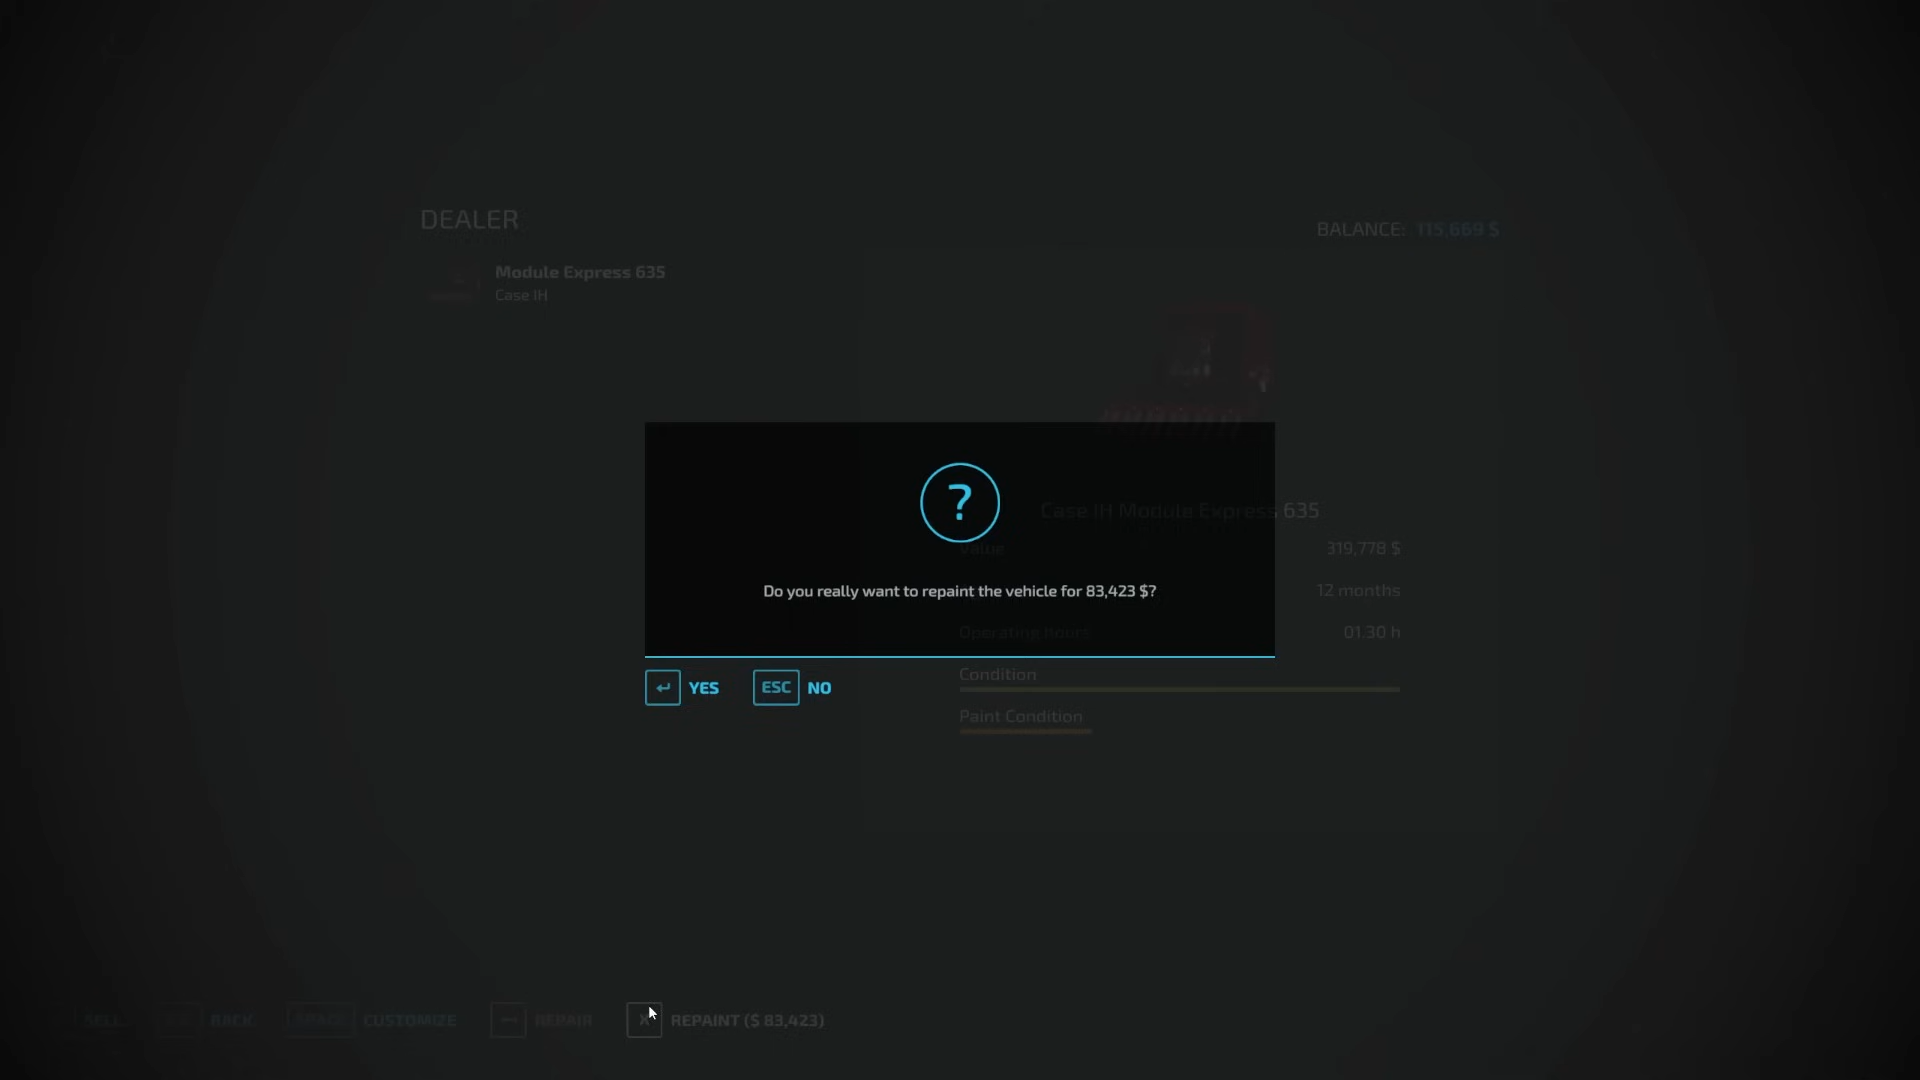 DEALER
BALANCE: 115,669 $
Module Express 635
Case IH
?
Case IH Module Express 635
Value 319,778 $
Do you really want to repaint the vehicle for 83,423 $?
12 months
Operating hours 01:30 h
Condition
↵ YES ESC NO
Paint Condition
SELL BACK CUSTOMIZE REPAIR X REPAINT ($ 83,423)